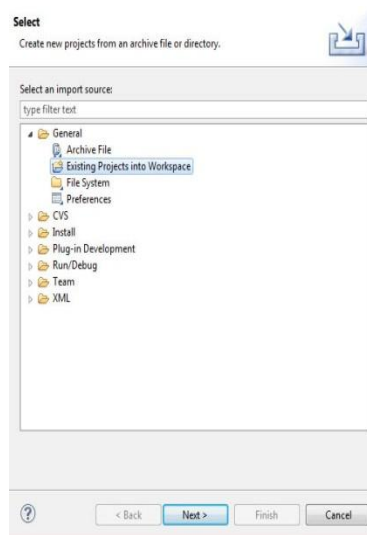 Select
Create new projects from an archive file or directory.
Select an import source:
type filter text
General
Archive File
Existing Projects into Workspace
File System
Preferences
CVS
Install
Plug-in Development
Run/Debug
Team
XML
?
< Back
Next >
Finish
Cancel